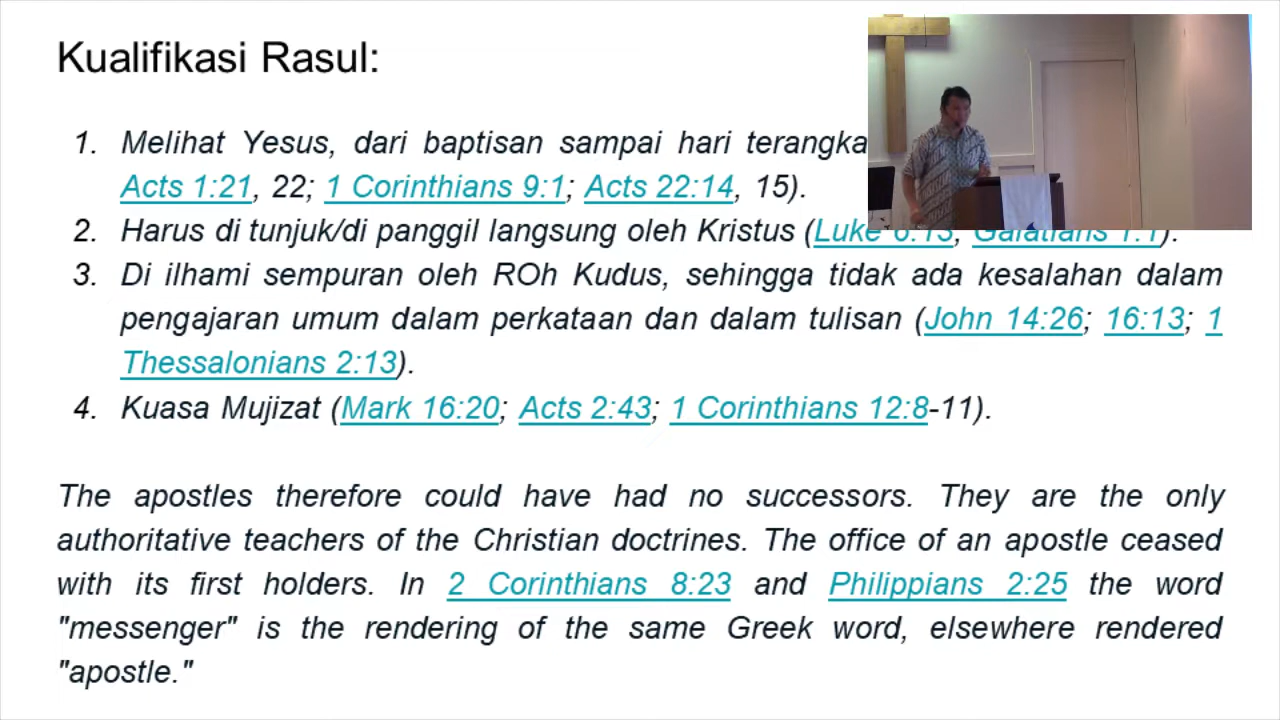 Kualifikasi Rasul:
1. Melihat Yesus, dari baptisan sampai hari
Acts 1:21, 22; 1 Corinthians 9:1; Acts 22:14, 15).
2. Harus di tunjuk/di panggil langsung oleh Kristus (Luke 6:13; Galatians 1:1).
3. Di ilhami sempuran oleh ROh Kudus, sehingga tidak ada kesalahan dalam
pengajaran umum dalam perkataan dan dalam tulisan (John 14:26; 16:13; 1
Thessalonians 2:13).
4. Kuasa Mujizat (Mark 16:20; Acts 2:43; 1 Corinthians 12:8-11).
The apostles therefore could have had no successors. They are the only
authoritative teachers of the Christian doctrines. The office of an apostle ceased
with its first holders. In 2 Corinthians 8:23 and Philippians 2:25 the word
"messenger" is the rendering of the same Greek word, elsewhere rendered
"apostle."